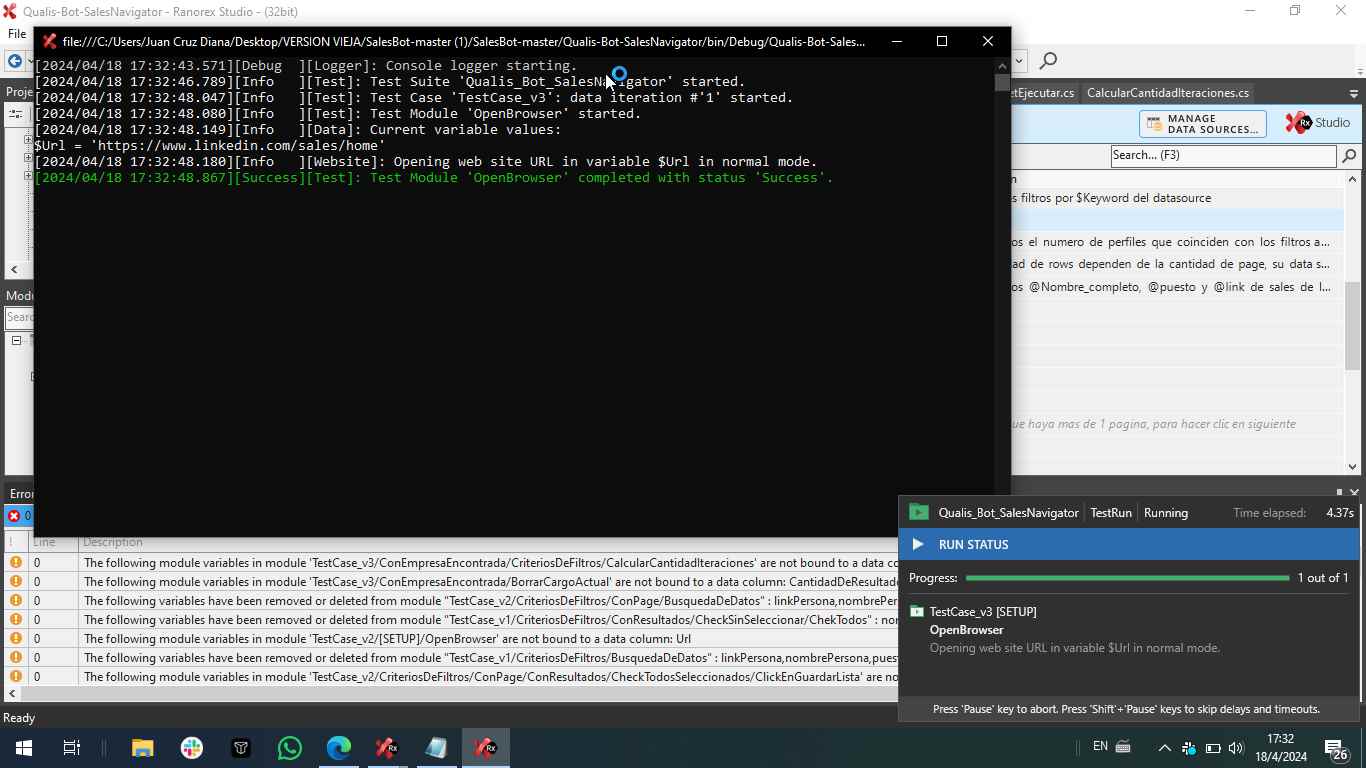 Qualis-Bot-SalesNavigator - Ranorex Studio - (32bit)
File
file:///C:/Users/Juan Cruz Diana/Desktop/VERSION VIEJA/SalesBot-master (1)/SalesBot-master/Qualis-Bot-SalesNavigator/bin/Debug/Qualis-Bot-Sales...
[2024/04/18 17:32:43.571][Debug  ][Logger]: Console logger starting.
[2024/04/18 17:32:46.789][Info   ][Test]: Test Suite 'Qualis_Bot_SalesNavigator' started.
[2024/04/18 17:32:48.047][Info   ][Test]: Test Case 'TestCase_v3': data iteration #'1' started.
[2024/04/18 17:32:48.080][Info   ][Test]: Test Module 'OpenBrowser' started.
[2024/04/18 17:32:48.149][Info   ][Data]: Current variable values:
$Url = 'https://www.linkedin.com/sales/home'
[2024/04/18 17:32:48.180][Info   ][Website]: Opening web site URL in variable $Url in normal mode.
[2024/04/18 17:32:48.867][Success][Test]: Test Module 'OpenBrowser' completed with status 'Success'.
Proje
Modu
Searc
etEjecutar.cs
CalcularCantidadIteraciones.cs
MANAGE
DATA SOURCES...
Rx Studio
Search... (F3)
n
s filtros por $Keyword del datasource
os el numero de perfiles que coinciden con los filtros a...
ad de rows dependen de la cantidad de page, su data s...
os @Nombre_completo, @puesto y @link de sales de l...
ue haya mas de 1 pagina, para hacer clic en siguiente
Error
0
! Line Description
0 The following module variables in module 'TestCase_v3/ConEmpresaEncontrada/CriteriosDeFiltros/CalcularCantidadIteraciones' are not bound to a data co
0 The following module variables in module 'TestCase_v3/ConEmpresaEncontrada/BorrarCargoActual' are not bound to a data column: CantidadDeResultado
0 The following variables have been removed or deleted from module "TestCase_v2/CriteriosDeFiltros/ConPage/BusquedaDeDatos" : linkPersona,nombrePer
0 The following variables have been removed or deleted from module "TestCase_v1/CriteriosDeFiltros/ConResultados/CheckSinSeleccionar/ChekTodos" : nor
0 The following module variables in module 'TestCase_v2/[SETUP]/OpenBrowser' are not bound to a data column: Url
0 The following variables have been removed or deleted from module "TestCase_v1/CriteriosDeFiltros/BusquedaDeDatos" : linkPersona,nombrePersona,pues
0 The following module variables in module 'TestCase_v2/CriteriosDeFiltros/ConPage/ConResultados/CheckTodosSeleccionados/ClickEnGuardarLista' are no
Qualis_Bot_SalesNavigator TestRun Running Time elapsed: 4.37s
RUN STATUS
Progress: 1 out of 1
TestCase_v3 [SETUP]
OpenBrowser
Opening web site URL in variable $Url in normal mode.
Press 'Pause' key to abort. Press 'Shift'+'Pause' keys to skip delays and timeouts.
Ready
Rx
Rx
EN
17:32
18/4/2024
26